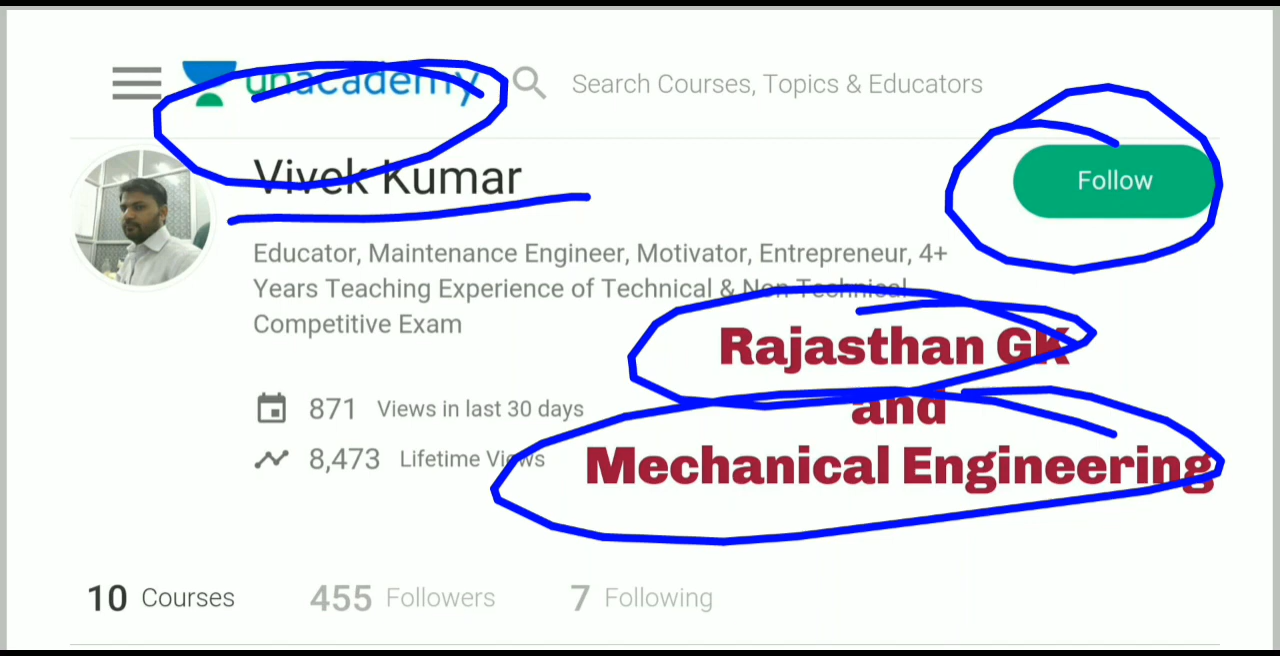 unacademy
Search Courses, Topics & Educators
Vivek Kumar
Follow
Educator, Maintenance Engineer, Motivator, Entrepreneur, 4+
Years Teaching Experience of Technical & Non-Technical
Competitive Exam
Rajasthan GK
and
Mechanical Engineering
871 Views in last 30 days
8,473 Lifetime Views
10 Courses
455 Followers
7 Following